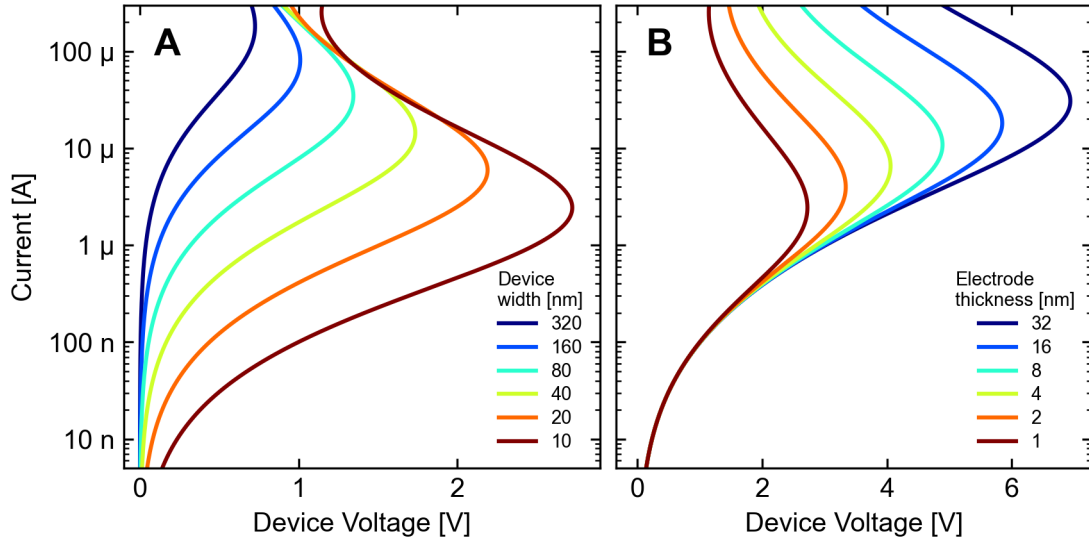 A
B
Current [A]
100 µ
10 µ
1 µ
100 n
10 n
Device
width [nm]
320
160
80
40
20
10
Electrode
thickness [nm]
32
16
8
4
2
1
0 1 2
0 2 4 6
Device Voltage [V]
Device Voltage [V]